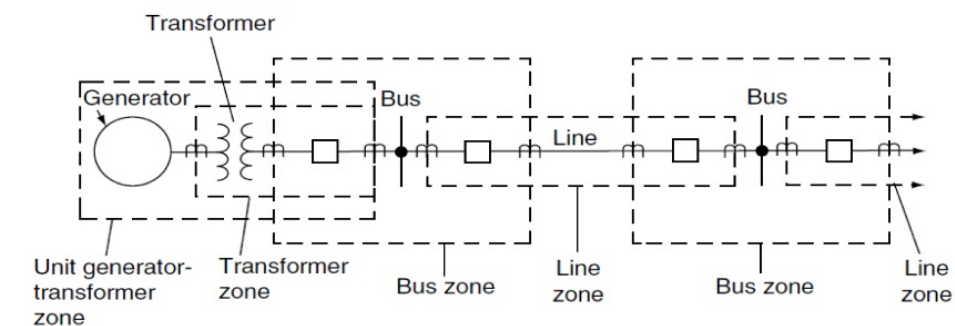 Transformer
Generator
Bus
Bus
Line
Unit generator-
transformer
zone
Transformer
zone
Bus zone
Line
zone
Bus zone
Line
zone